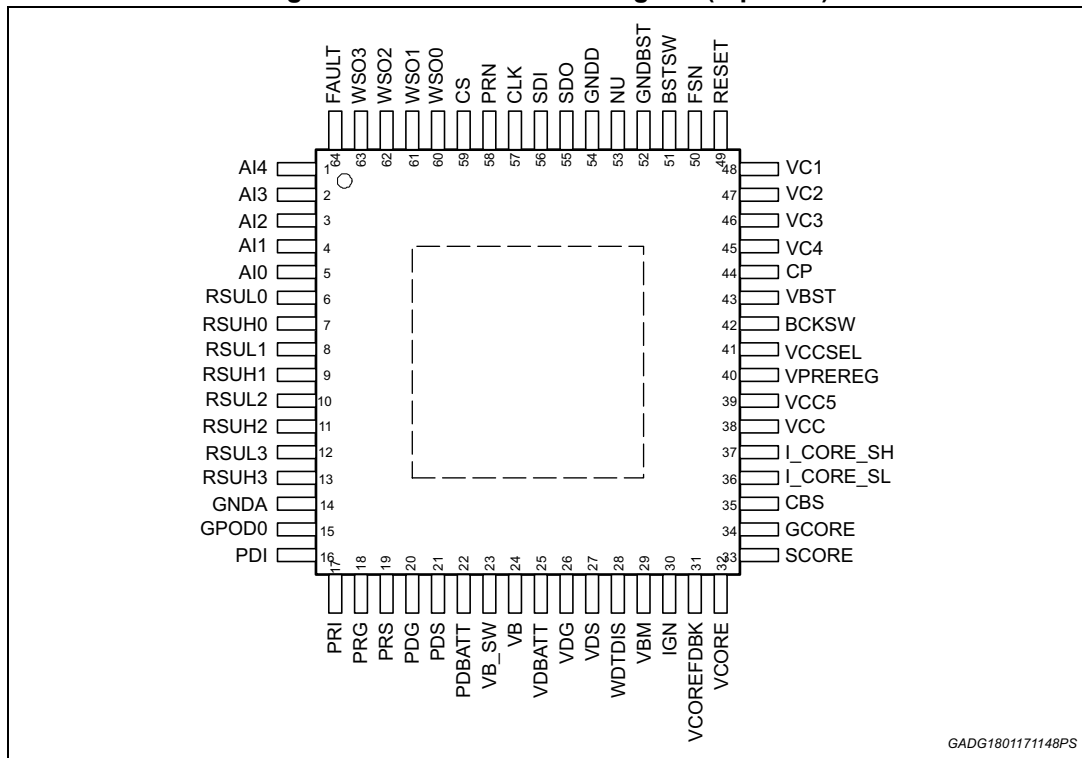 FAULT
WSO3
WSO2
WSO1
WSO0
CS
PRN
CLK
SDI
SDO
GNDD
NU
GNDBST
BSTSW
FSN
RESET
64 63 62 61 60 59 58 57 56 55 54 53 52 51 50 49
AI4 1
AI3 2
AI2 3
AI1 4
AI0 5
RSUL0 6
RSUH0 7
RSUL1 8
RSUH1 9
RSUL2 10
RSUH2 11
RSUL3 12
RSUH3 13
GNDA 14
GPOD0 15
PDI 16
48 VC1
47 VC2
46 VC3
45 VC4
44 CP
43 VBST
42 BCKSW
41 VCCSEL
40 VPREREG
39 VCC5
38 VCC
37 I_CORE_SH
36 I_CORE_SL
35 CBS
34 GCORE
33 SCORE
17 18 19 20 21 22 23 24 25 26 27 28 29 30 31 32
PRI
PRG
PRS
PDG
PDS
PDBATT
VB_SW
VB
VDBATT
VDG
VDS
WDTDIS
VBM
IGN
VCOREFDBK
VCORE
GADG1801171148PS